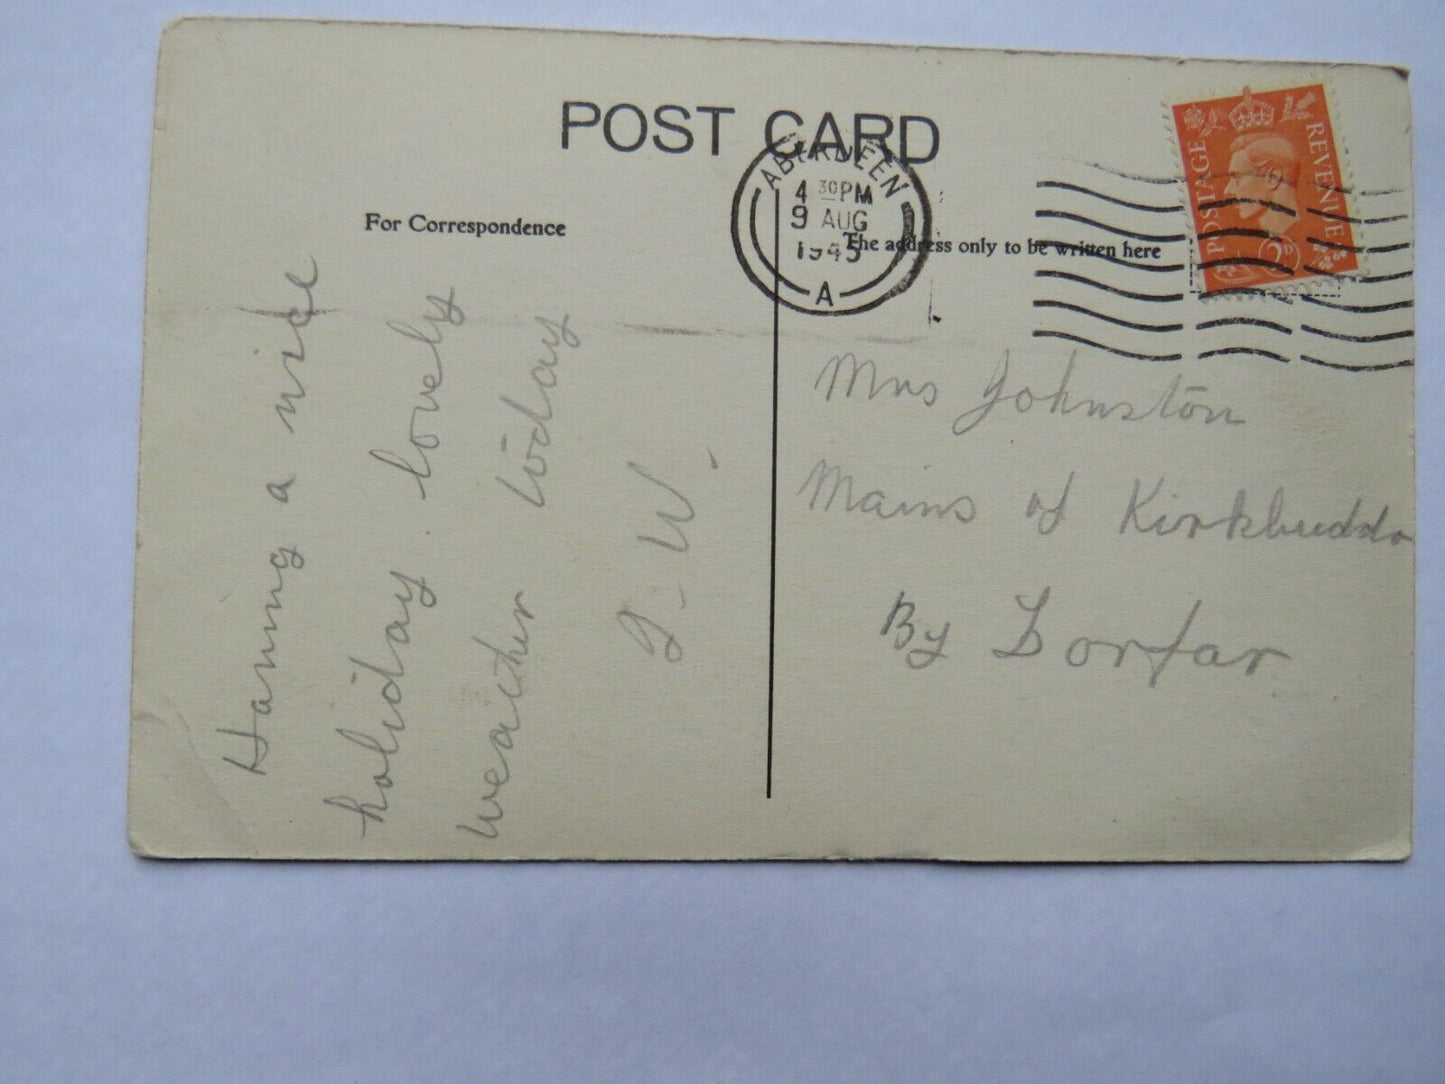 POST CARD
For Correspondence
The address only to be written here
ABERDEEN
4 30 PM
9 AUG
1945
A
POSTAGE
REVENUE
2D
Having a nice
holiday. lovely
weather today
J. W.
Mrs Johnston
Mains of Kirkbuddo
By Forfar